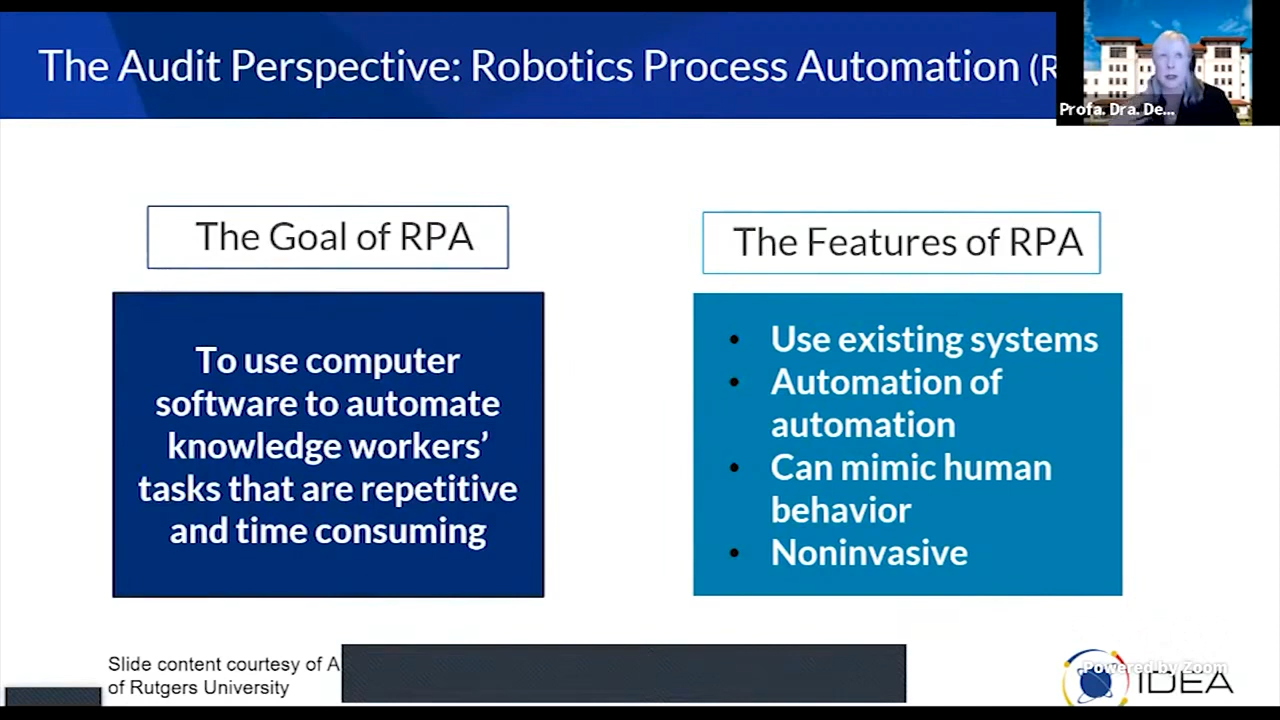 The Audit Perspective: Robotics Process Automation (R
Profa. Dra. De...
The Goal of RPA
To use computer
software to automate
knowledge workers’
tasks that are repetitive
and time consuming
The Features of RPA
• Use existing systems
• Automation of
automation
• Can mimic human
behavior
• Noninvasive
Slide content courtesy of A
of Rutgers University
Powered by Zoom
IDEA